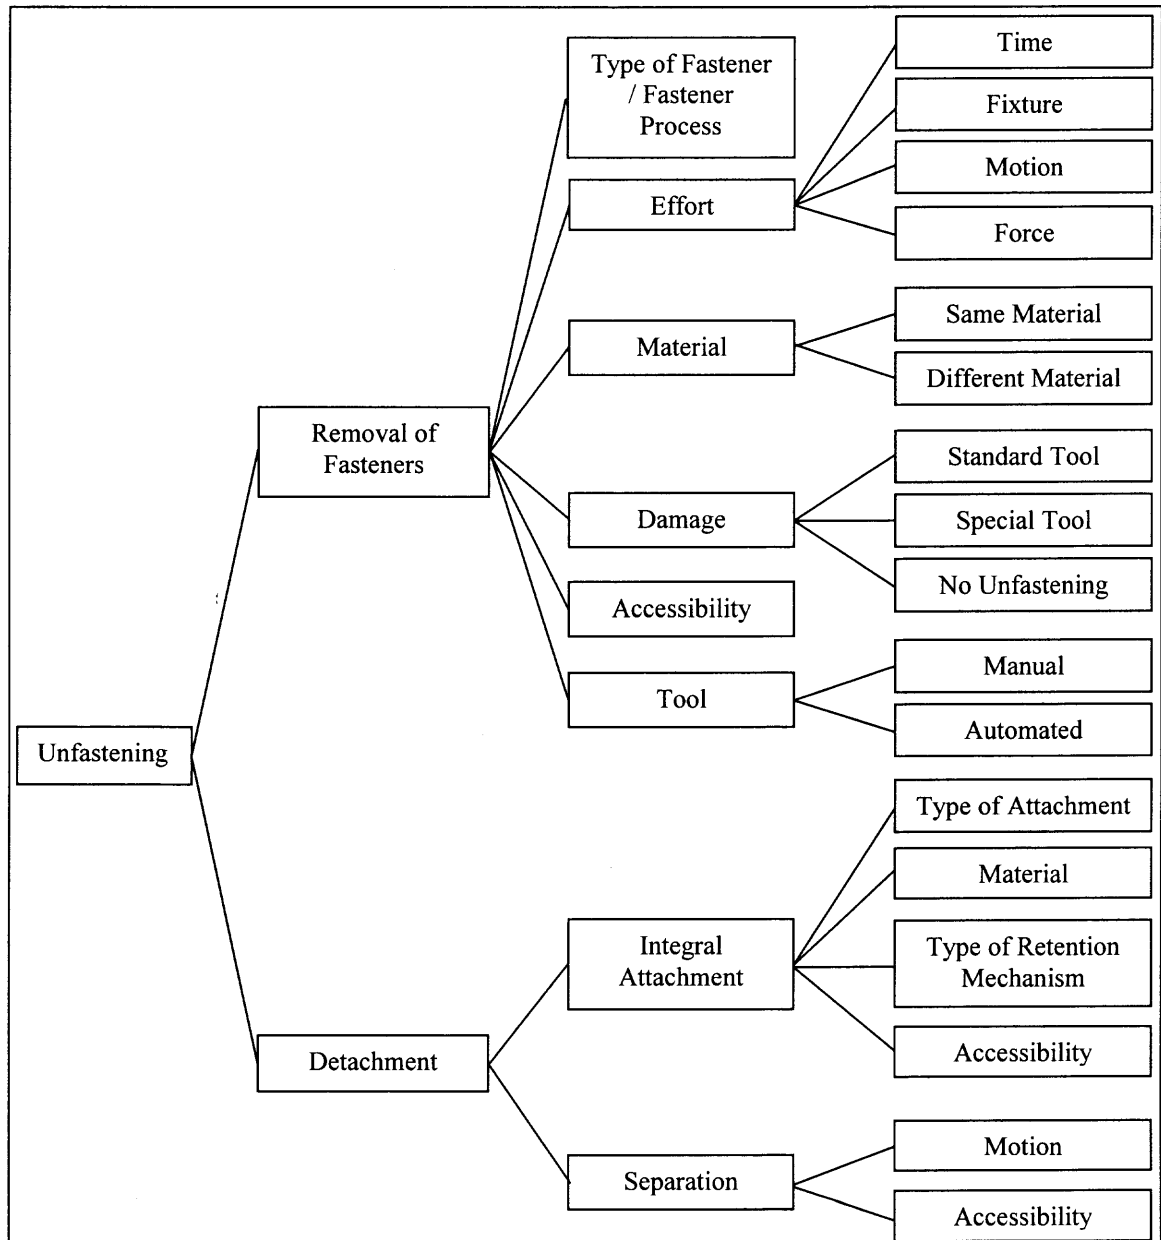 Unfastening
Removal of
Fasteners
Type of Fastener
/ Fastener
Process
Effort
Time
Fixture
Motion
Force
Material
Same Material
Different Material
Damage
Standard Tool
Special Tool
No Unfastening
Accessibility
Tool
Manual
Automated
Detachment
Integral
Attachment
Type of Attachment
Material
Type of Retention
Mechanism
Accessibility
Separation
Motion
Accessibility